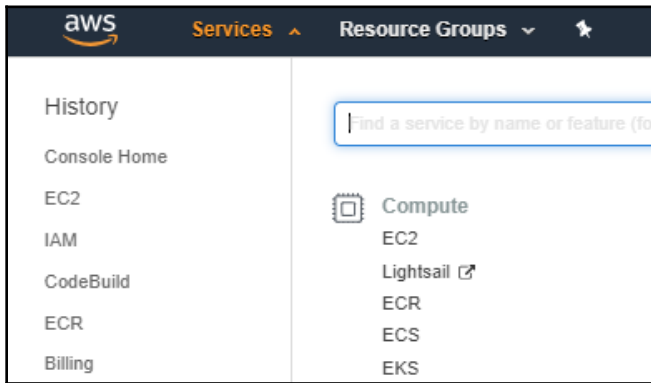 aws Services Resource Groups
History
Console Home
EC2
IAM
CodeBuild
ECR
Billing
Find a service by name or feature (fo
Compute
EC2
Lightsail
ECR
ECS
EKS